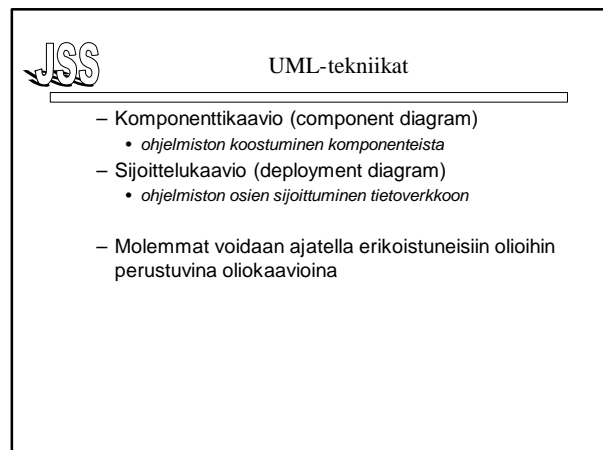 JSS
UML-tekniikat
– Komponenttikaavio (component diagram)
• ohjelmiston koostuminen komponenteista
– Sijoittelukaavio (deployment diagram)
• ohjelmiston osien sijoittuminen tietoverkkoon
– Molemmat voidaan ajatella erikoistuneisiin olioihin
perustuvina oliokaavioina